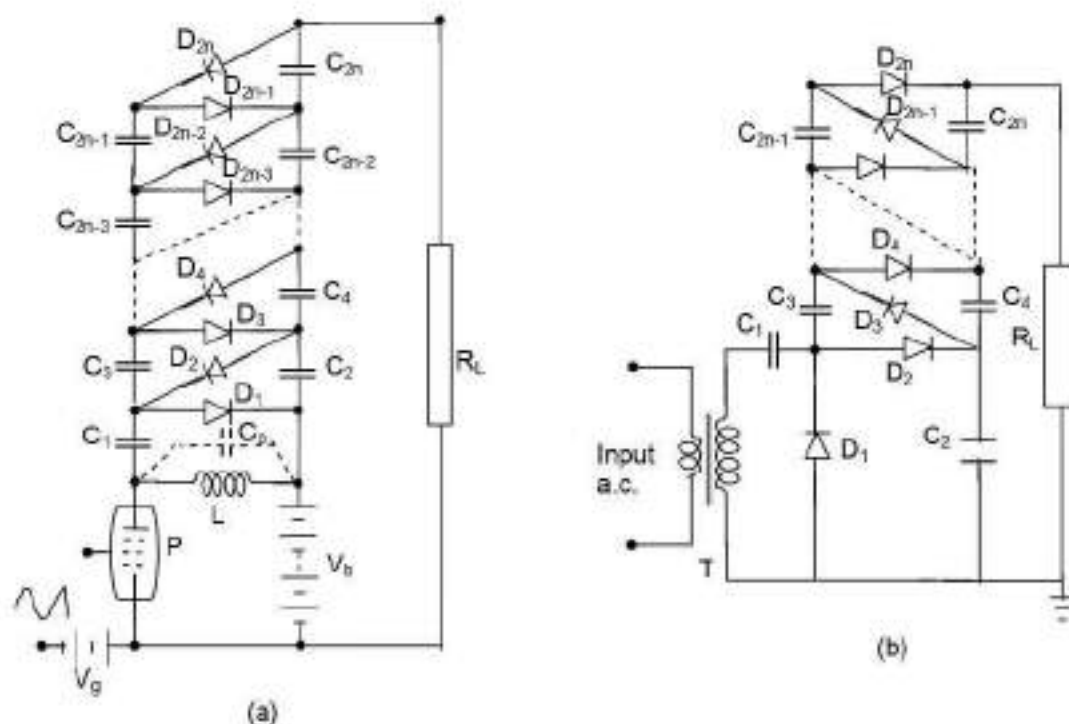 D2n
C2n
D2n-1
C2n-1
D2n-2
C2n-2
D2n-3
C2n-3
D4
C4
D3
C3
D2
C2
D1
C1
Cp
L
P
Vb
Vg
RL
(a)
D2n
D2n-1
C2n-1
C2n
D4
C3
C4
D3
C1
D2
RL
Input
a.c.
D1
C2
T
(b)